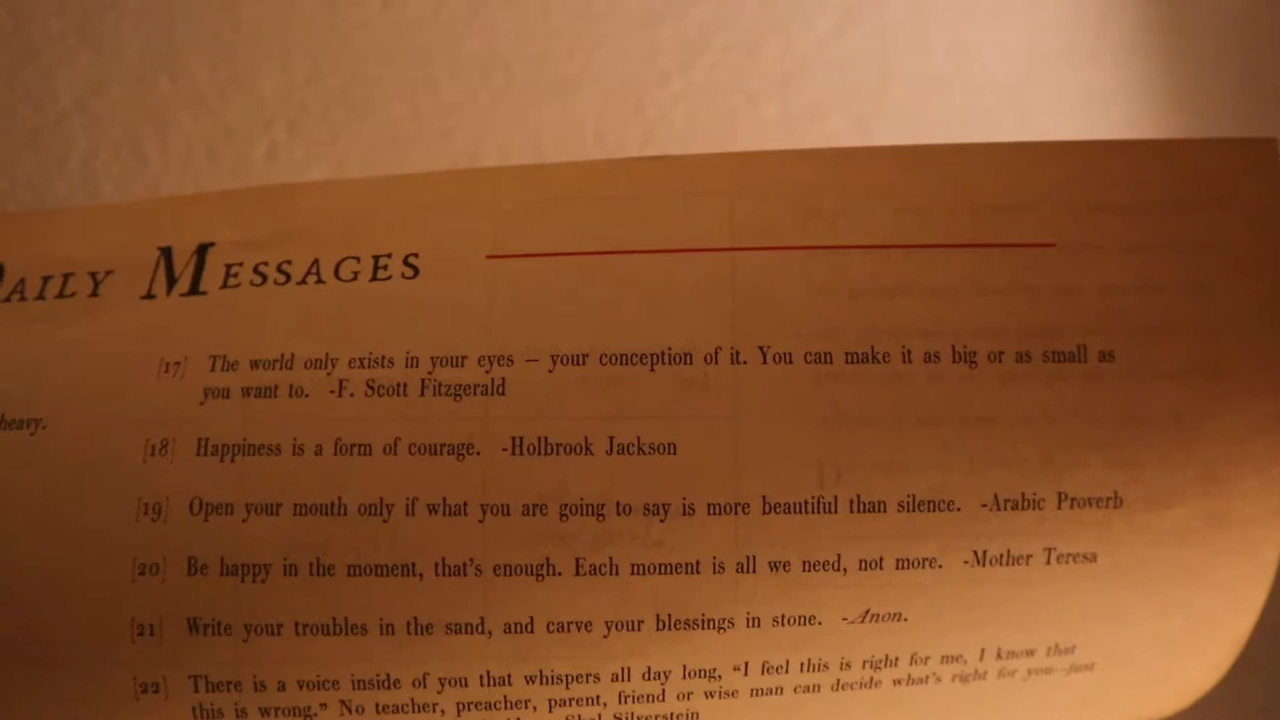 AILY MESSAGES
[17] The world only exists in your eyes – your conception of it. You can make it as big or as small as
you want to. -F. Scott Fitzgerald
heavy.
[18] Happiness is a form of courage. -Holbrook Jackson
[19] Open your mouth only if what you are going to say is more beautiful than silence. -Arabic Proverb
[20] Be happy in the moment, that's enough. Each moment is all we need, not more. -Mother Teresa
[21] Write your troubles in the sand, and carve your blessings in stone. -Anon.
[22] There is a voice inside of you that whispers all day long, “I feel this is right for me, I know that
this is wrong.” No teacher, preacher, parent, friend or wise man can decide what's right for you--just
Shel Silverstein